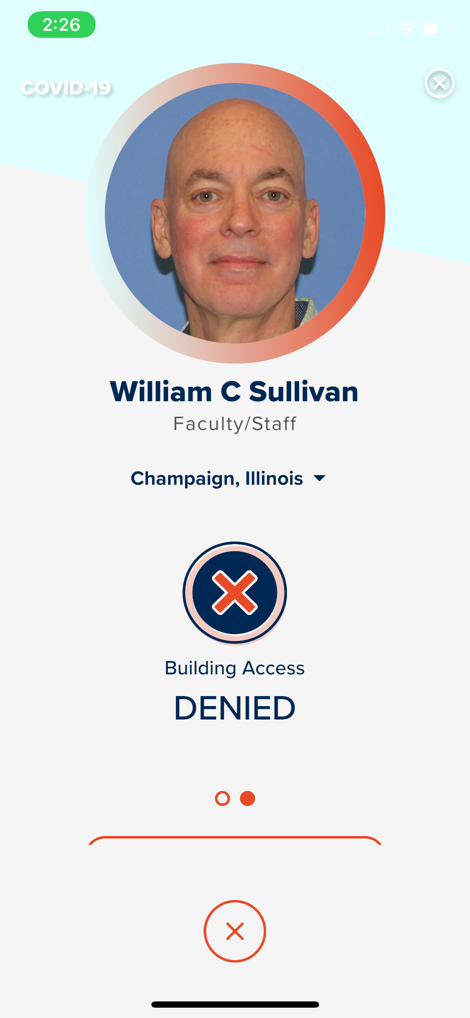 2:26
COVID-19
William C Sullivan
Faculty/Staff
Champaign, Illinois
Building Access
DENIED